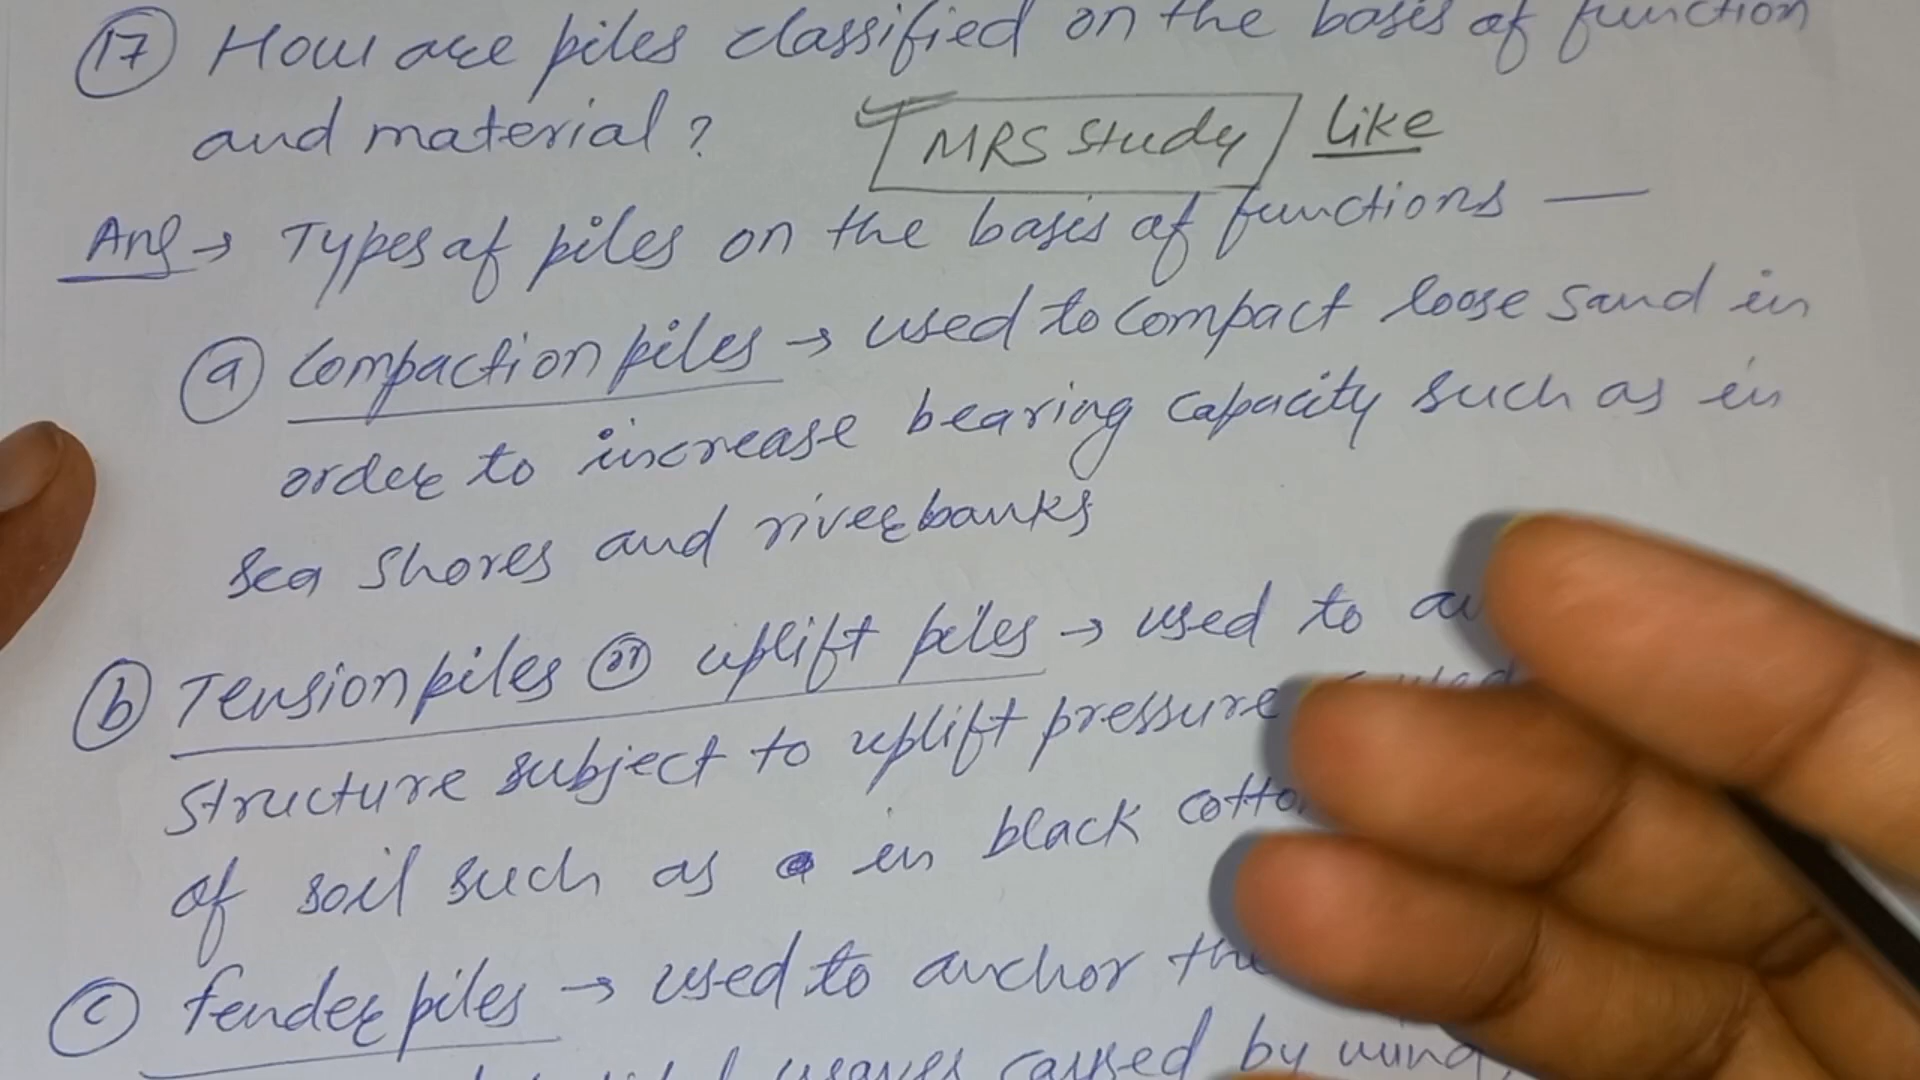 17 How are piles classified on the basis of function
and material?
MRS Study like
Ans → Types of piles on the basis of functions —
a Compaction piles → used to compact loose sand in
order to increase bearing capacity such as in
sea shores and river banks
b Tension piles or uplift piles → used to
structure subject to uplift pressure
of soil such as in black
c fender piles → used to anchor
waves caused by wind,